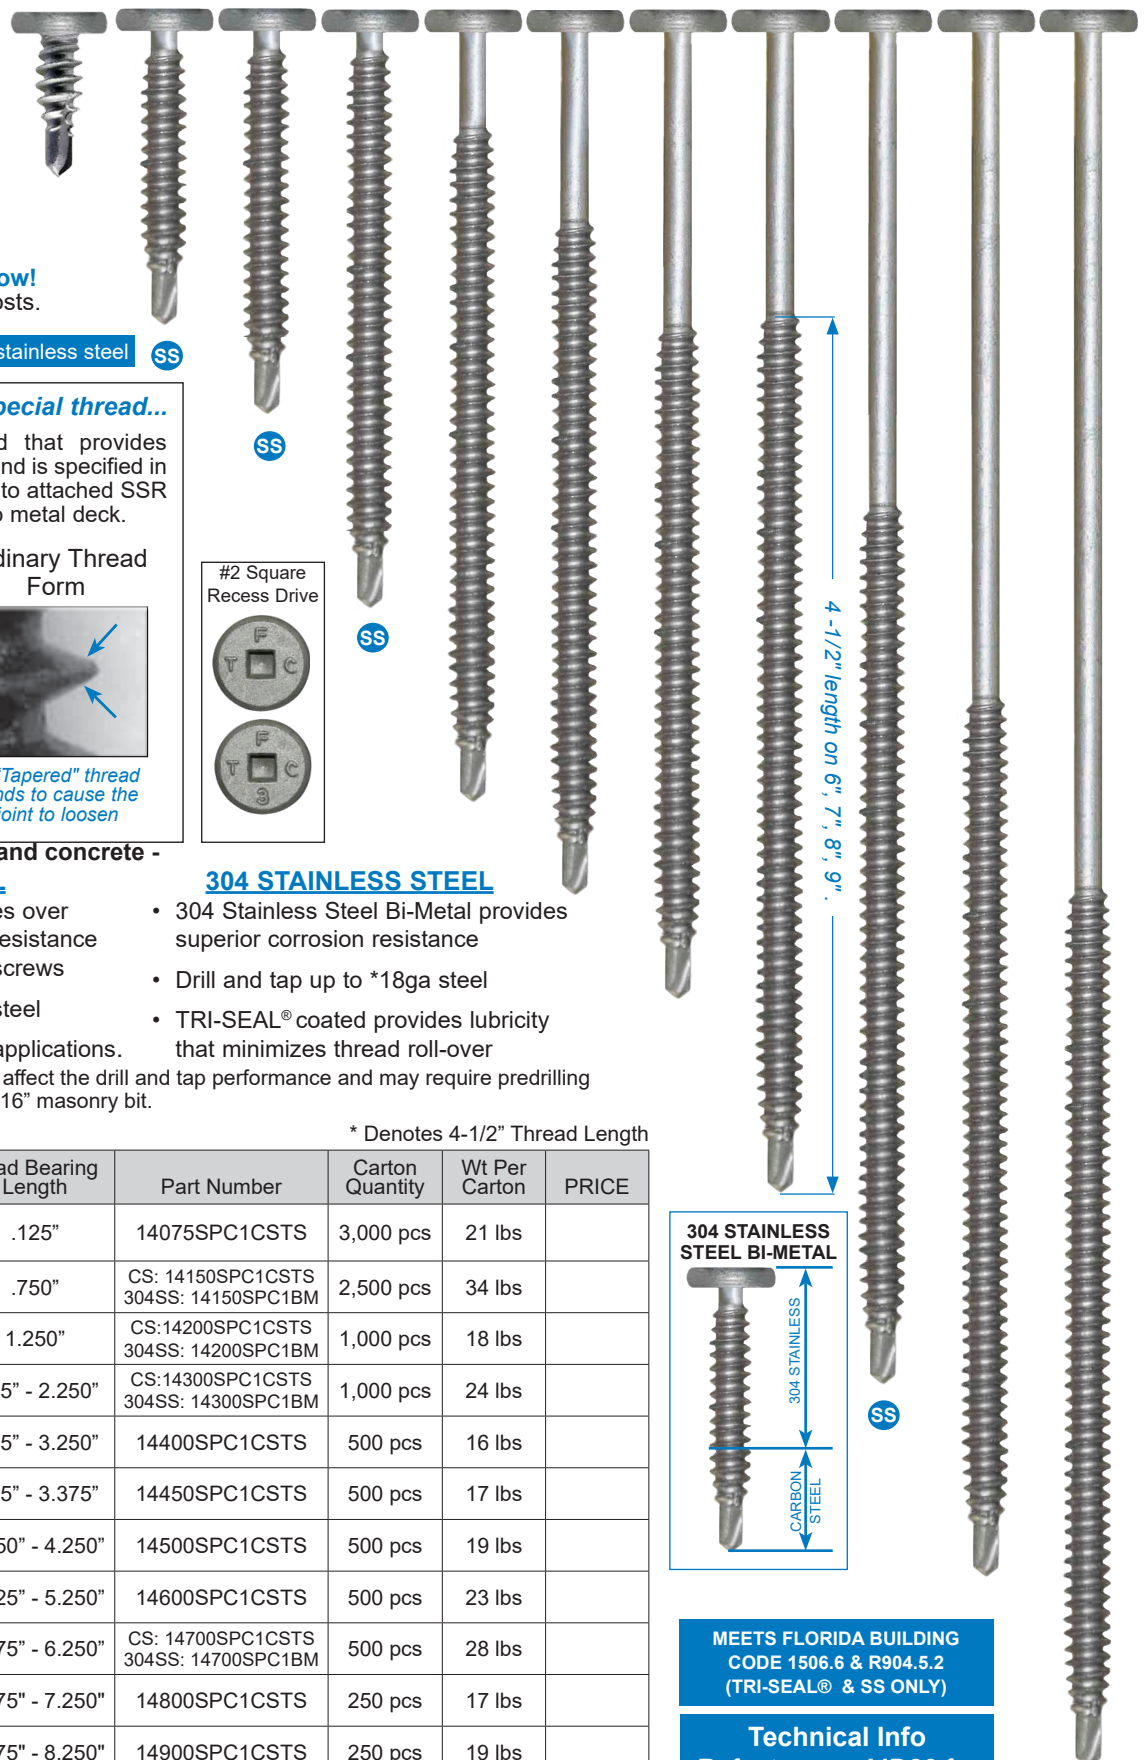 ow!
osts.
stainless steel
SS
pecial thread...
d that provides
nd is specified in
to attached SSR
o metal deck.
dinary Thread
Form
"Tapered" thread
nds to cause the
joint to loosen
SS
SS
#2 Square
Recess Drive
F
T C
F
T C
3
4 -1/2" length on 6", 7", 8", 9" .
and concrete -
L
es over
esistance
screws
steel
applications.
304 STAINLESS STEEL
• 304 Stainless Steel Bi-Metal provides
superior corrosion resistance
• Drill and tap up to *18ga steel
• TRI-SEAL® coated provides lubricity
that minimizes thread roll-over
affect the drill and tap performance and may require predrilling
16” masonry bit.
* Denotes 4-1/2” Thread Length
ad Bearing
Length
Part Number
Carton
Quantity
Wt Per
Carton
PRICE
.125” 14075SPC1CSTS 3,000 pcs 21 lbs
.750” CS: 14150SPC1CSTS 2,500 pcs 34 lbs
304SS: 14150SPC1BM
1.250” CS:14200SPC1CSTS 1,000 pcs 18 lbs
304SS: 14200SPC1BM
5” - 2.250” CS:14300SPC1CSTS 1,000 pcs 24 lbs
304SS: 14300SPC1BM
5” - 3.250” 14400SPC1CSTS 500 pcs 16 lbs
5” - 3.375” 14450SPC1CSTS 500 pcs 17 lbs
50” - 4.250” 14500SPC1CSTS 500 pcs 19 lbs
25” - 5.250” 14600SPC1CSTS 500 pcs 23 lbs
75” - 6.250” CS: 14700SPC1CSTS 500 pcs 28 lbs
304SS: 14700SPC1BM
75" - 7.250" 14800SPC1CSTS 250 pcs 17 lbs
75" - 8.250" 14900SPC1CSTS 250 pcs 19 lbs
304 STAINLESS
STEEL BI-METAL
304 STAINLESS
CARBON
STEEL
SS
MEETS FLORIDA BUILDING
CODE 1506.6 & R904.5.2
(TRI-SEAL® & SS ONLY)
Technical Info